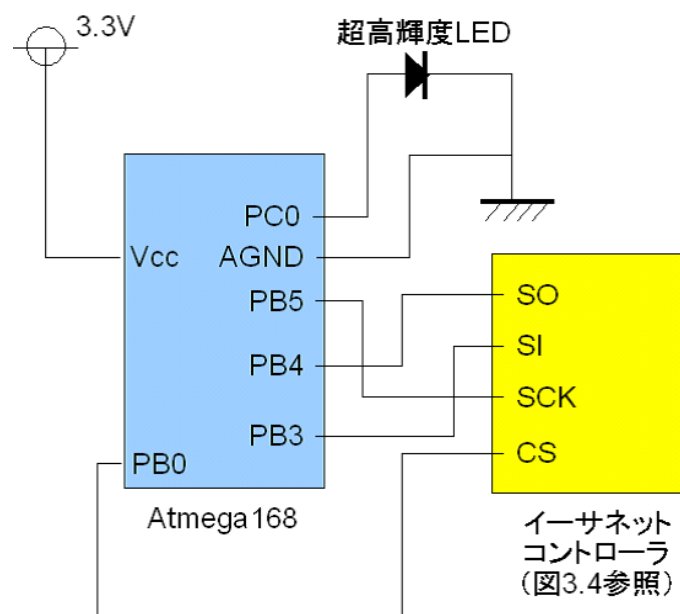 3.3V
超高輝度LED
PC0
Vcc
AGND
PB5
PB4
PB3
PB0
Atmega168
SO
SI
SCK
CS
イーサネット
コントローラ
(図3.4参照)